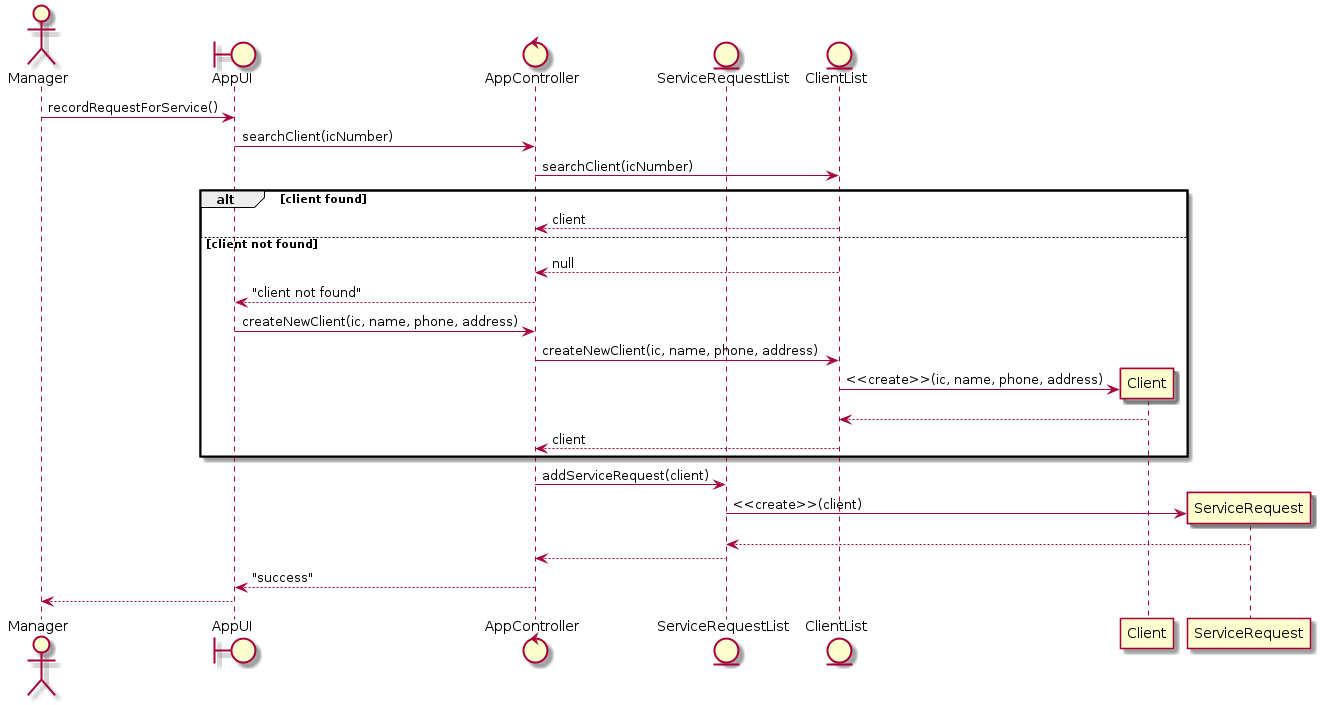 Manager
AppUI
AppController
ServiceRequestList
ClientList
recordRequestForService()
searchClient(icNumber)
searchClient(icNumber)
alt [client found]
client
[client not found]
null
"client not found"
createNewClient(ic, name, phone, address)
createNewClient(ic, name, phone, address)
<<create>>(ic, name, phone, address)
Client
client
addServiceRequest(client)
<<create>>(client)
ServiceRequest
"success"
Manager
AppUI
AppController
ServiceRequestList
ClientList
Client
ServiceRequest